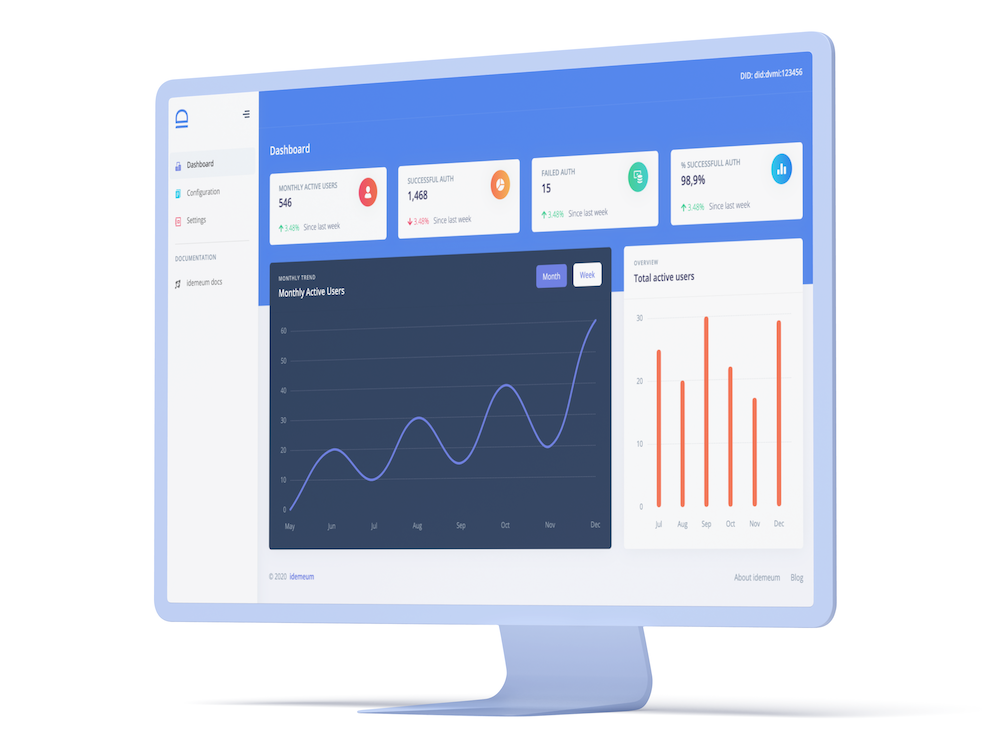 ID
DID: did:dvmi:123456
Dashboard
Configuration
Settings
DOCUMENTATION
idemeum docs
Dashboard
MONTHLY ACTIVE USERS
546
3.48% Since last week
SUCCESSFUL AUTH
1,468
3.48% Since last week
FAILED AUTH
15
3.48% Since last week
% SUCCESSFULL AUTH
98,9%
3.48% Since last week
MONTHLY TREND
Monthly Active Users
Month Week
60
50
40
30
20
10
0
May Jun Jul Aug Sep Oct Nov Dec
OVERVIEW
Total active users
30
20
10
0
Jul Aug Sep Oct Nov Dec
© 2020 idemeum
About idemeum Blog